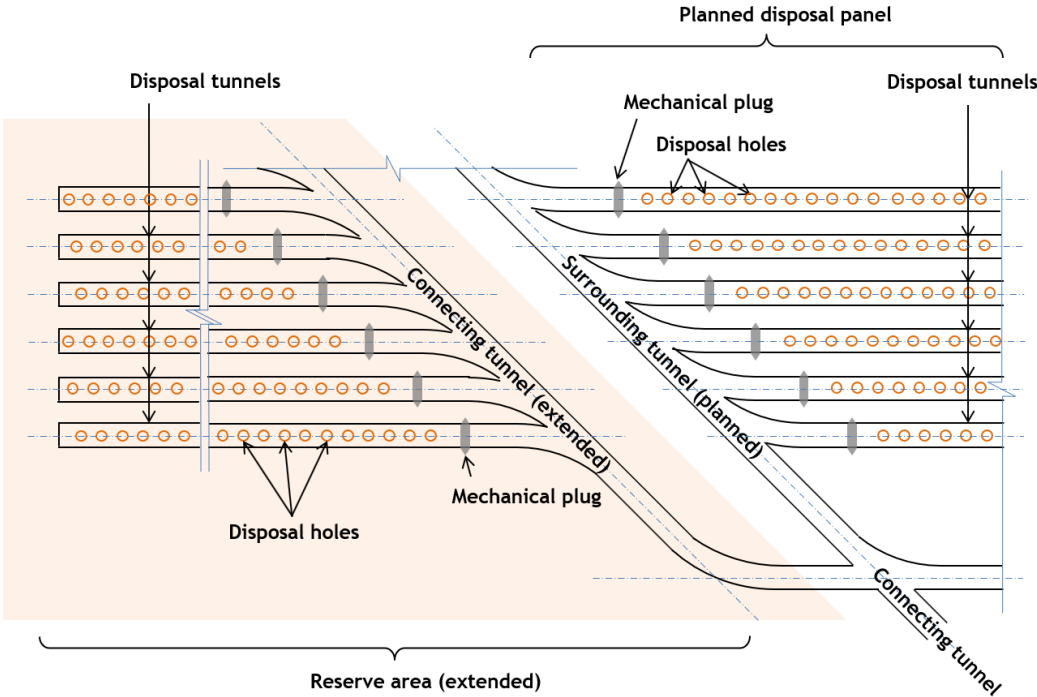 Planned disposal panel
Disposal tunnels
Disposal tunnels
Mechanical plug
Disposal holes
Connecting tunnel (extended)
Surrounding tunnel (planned)
Mechanical plug
Disposal holes
Connecting tunnel
Reserve area (extended)